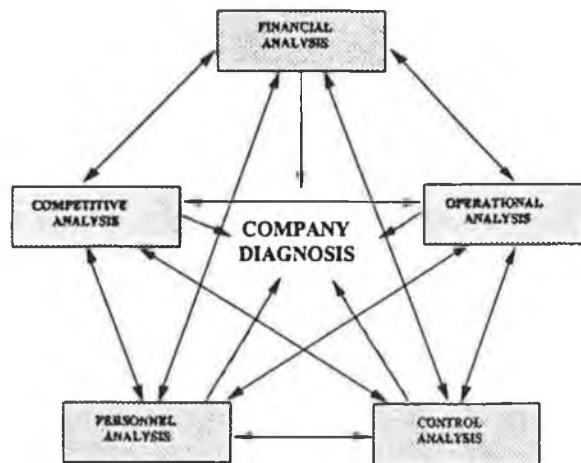 FINANCIAL
ANALYSIS
COMPETITIVE
ANALYSIS
OPERATIONAL
ANALYSIS
COMPANY
DIAGNOSIS
PERSONNEL
ANALYSIS
CONTROL
ANALYSIS